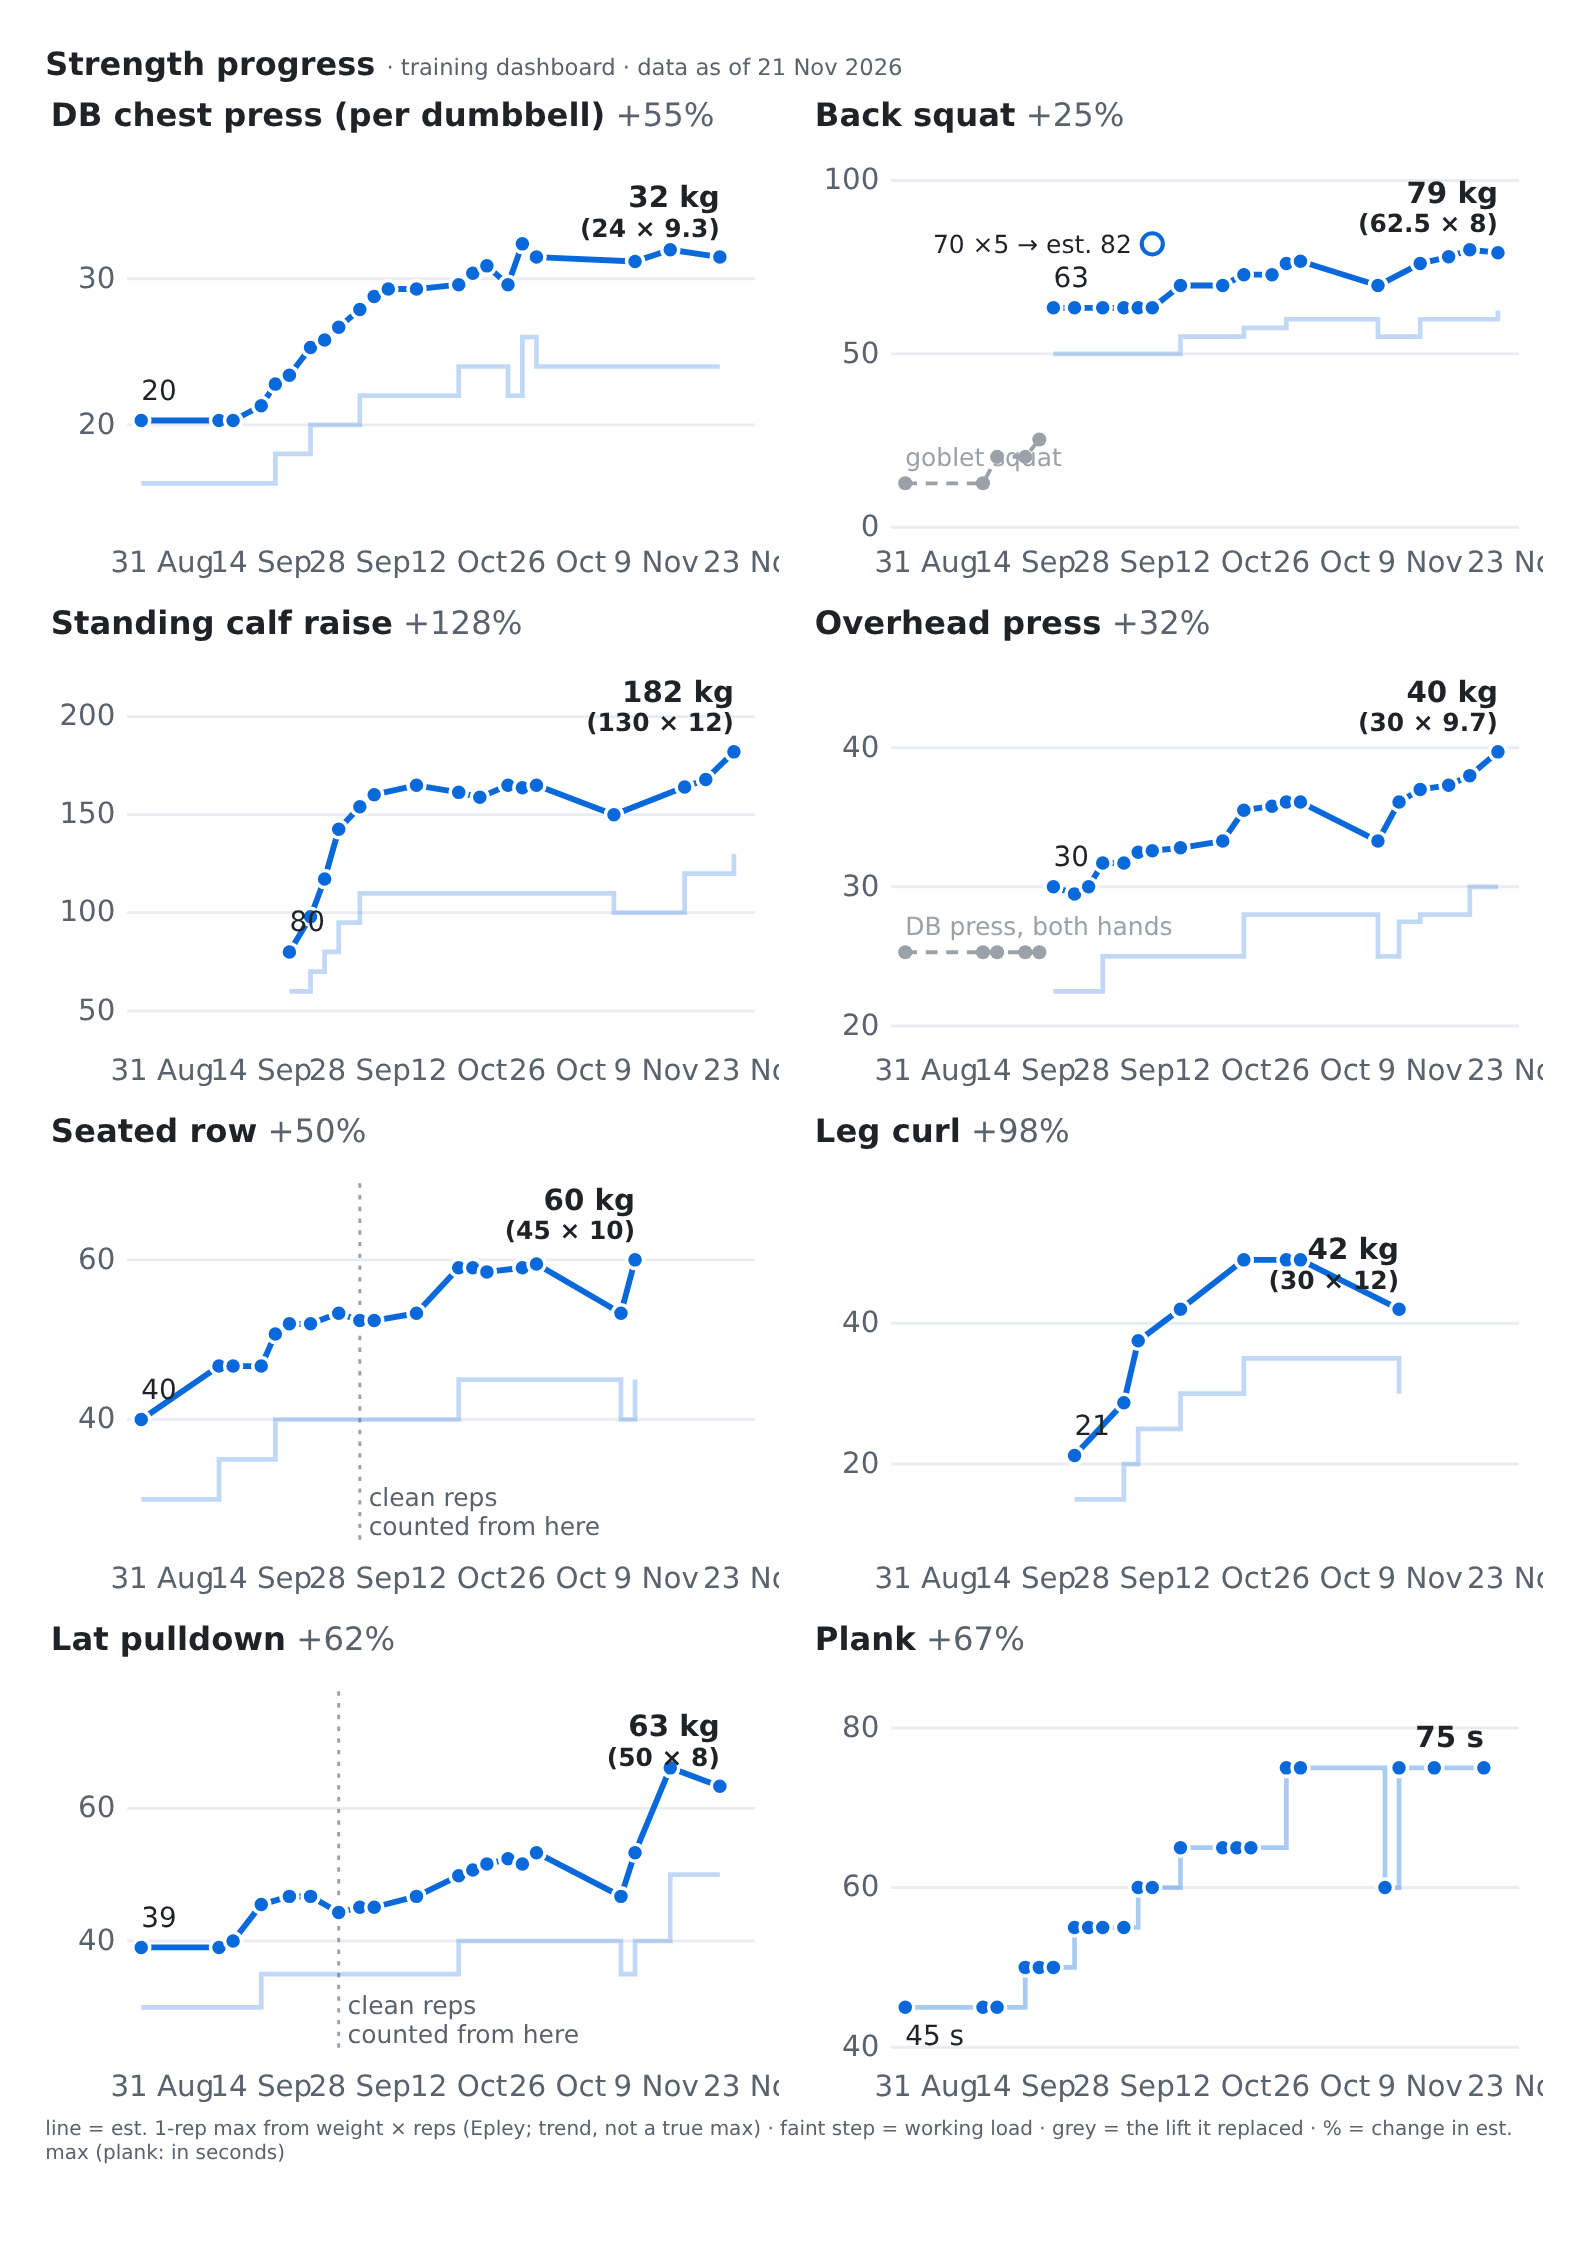 Strength progress · training dashboard · data as of 21 Nov 2026
DB chest press (per dumbbell) +55%
32 kg
(24 × 9.3)
30
20
20
31 Aug 14 Sep 28 Sep 12 Oct 26 Oct 9 Nov 23 No
Back squat +25%
100
79 kg
(62.5 × 8)
70 ×5 → est. 82
63
50
goblet squat
0
31 Aug 14 Sep 28 Sep 12 Oct 26 Oct 9 Nov 23 No
Standing calf raise +128%
182 kg
200
(130 × 12)
150
100
80
50
31 Aug 14 Sep 28 Sep 12 Oct 26 Oct 9 Nov 23 No
Overhead press +32%
40 kg
(30 × 9.7)
40
30
30
DB press, both hands
20
31 Aug 14 Sep 28 Sep 12 Oct 26 Oct 9 Nov 23 No
Seated row +50%
60 kg
(45 × 10)
60
40
40
clean reps
counted from here
31 Aug 14 Sep 28 Sep 12 Oct 26 Oct 9 Nov 23 No
Leg curl +98%
42 kg
(30 × 12)
40
21
20
31 Aug 14 Sep 28 Sep 12 Oct 26 Oct 9 Nov 23 No
Lat pulldown +62%
63 kg
(50 × 8)
60
39
40
clean reps
counted from here
31 Aug 14 Sep 28 Sep 12 Oct 26 Oct 9 Nov 23 No
Plank +67%
80
75 s
60
45 s
40
31 Aug 14 Sep 28 Sep 12 Oct 26 Oct 9 Nov 23 No
line = est. 1-rep max from weight × reps (Epley; trend, not a true max) · faint step = working load · grey = the lift it replaced · % = change in est.
max (plank: in seconds)